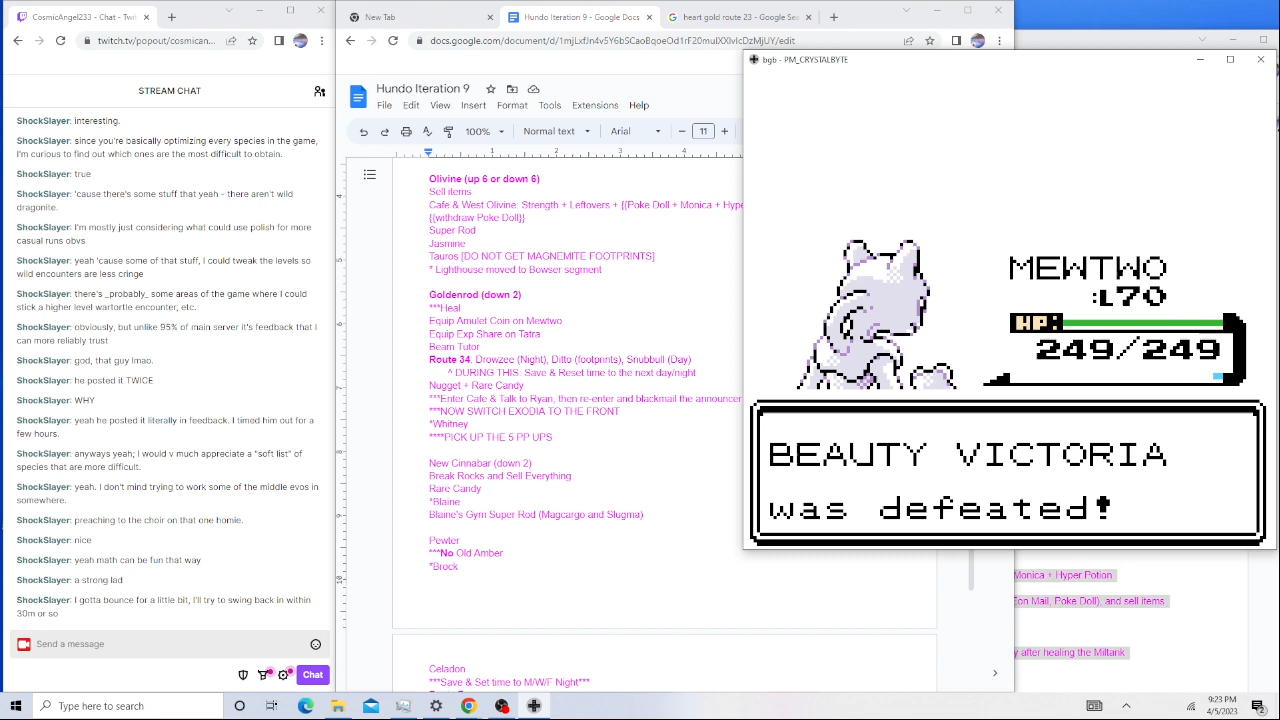 CosmicAngel233 - Chat - Twit
twitch.tv/popout/cosmican
STREAM CHAT
ShockSlayer: interesting.
ShockSlayer: since you're basically optimizing every species in the game,
I'm curious to find out which ones are the most difficult to obtain.
ShockSlayer: true
ShockSlayer: 'cause there's some stuff that yeah - there aren't wild
dragonite.
ShockSlayer: I'm mostly just considering what could use polish for more
casual runs obvs
ShockSlayer: yeah 'cause some of that stuff, I could tweak the levels so
wild encounters are less cringe
ShockSlayer: there's _probably_ some areas of the game where I could
stick a higher level wartortle encounter, etc.
ShockSlayer: obviously, but unlike 95% of main server it's feedback that I
can more reliably trust
ShockSlayer: god, that guy lmao.
ShockSlayer: he posted it TWICE
ShockSlayer: WHY
ShockSlayer: yeah he posted it literally in feedback. I timed him out for a
few hours.
ShockSlayer: anyways yeah; I would v much appreciate a "soft list" of
species that are more difficult.
ShockSlayer: yeah. I don't mind trying to work some of the middle evos in
somewhere.
ShockSlayer: preaching to the choir on that one homie.
ShockSlayer: nice
ShockSlayer: yeah math can be fun that way
ShockSlayer: a strong lad
ShockSlayer: I gotta bounce for a little bit, I'll try to swing back in within
30m or so
Send a message
Chat
New Tab
Hundo Iteration 9 - Google Docs
heart gold route 23 - Google Sea
Hundo Iteration 9
File Edit View Insert Format Tools Extensions Help
100% Normal text Arial 11
1 2 3 4
Olivine (up 6 or down 6)
Sell items
Cafe & West Olivine: Strength + Leftovers + {{Poke Doll + Monica + Hype
{{withdraw Poke Doll}}
Super Rod
Jasmine
Tauros [DO NOT GET MAGNEMITE FOOTPRINTS]
* Lighthouse moved to Bowser segment
Goldenrod (down 2)
***Heal
Equip Amulet Coin on Mewtwo
Equip Exp Share on Tatra
Beam Tutor
Route 34. Drowzee (Night), Ditto (footprints), Snubbull (Day)
^ DURING THIS: Save & Reset time to the next day/night
Nugget + Rare Candy
***Enter Cafe & Talk to Ryan, then re-enter and blackmail the announcer
***NOW SWITCH EXODIA TO THE FRONT
*Whitney
****PICK UP THE 5 PP UPS
New Cinnabar (down 2)
Break Rocks and Sell Everything
Rare Candy
*Blaine
Blaine's Gym Super Rod (Magcargo and Slugma)
Pewter
***No Old Amber
*Brock
Celadon
***Save & Set time to M/W/F Night***
bgb - PM_CRYSTALBYTE
MEWTWO
:L70
HP:
249/249
BEAUTY VICTORIA
was defeated!
Monica + Hyper Potion
Eon Mail, Poke Doll), and sell items
y after healing the Miltank
Type here to search
9:23 PM
4/5/2023
2